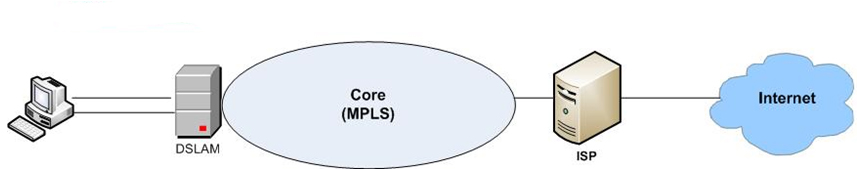 DSLAM
Core
(MPLS)
ISP
Internet